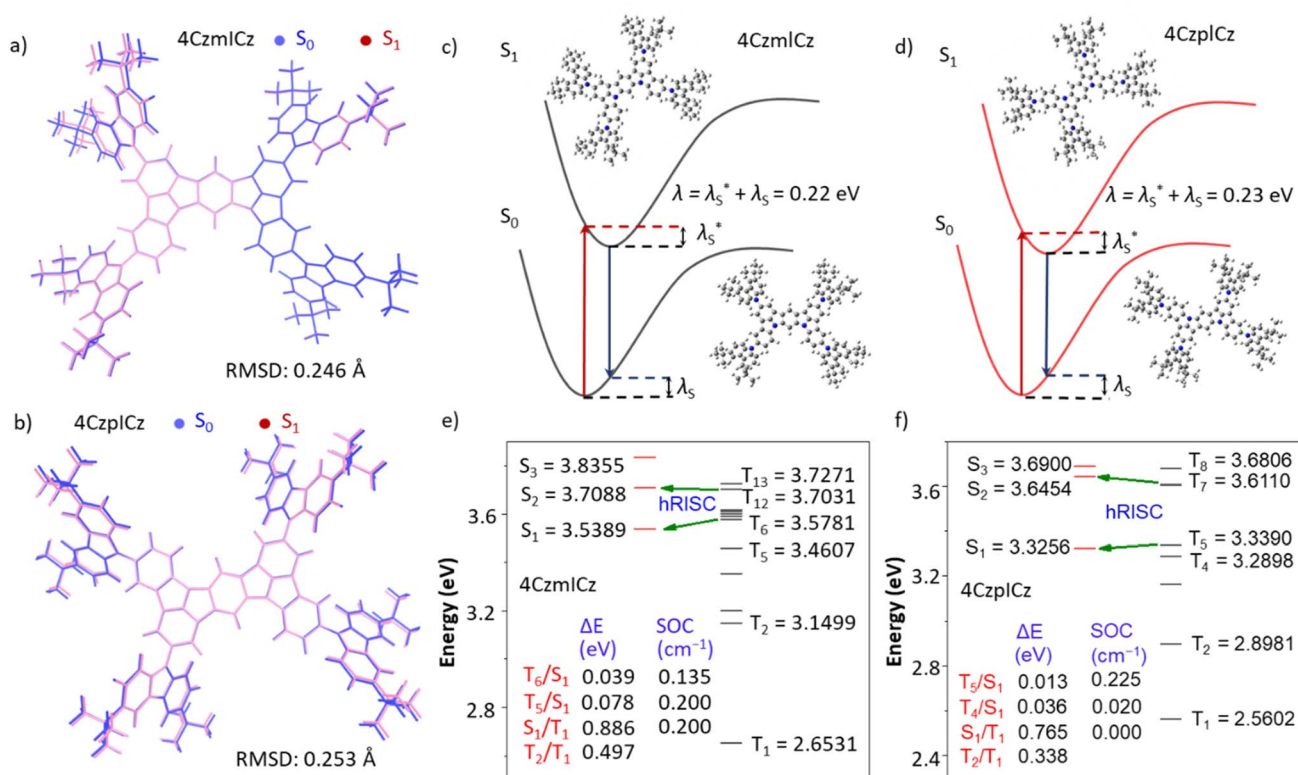 a)
4CzmICz
S0
S1
RMSD: 0.246 Å
b)
4CzpICz
S0
S1
RMSD: 0.253 Å
c)
4CzmICz
S1
S0
λ = λS* + λS = 0.22 eV
λS*
λS
d)
4CzpICz
S1
S0
λ = λS* + λS = 0.23 eV
λS*
λS
e)
Energy (eV)
3.6
3.2
2.8
S3 = 3.8355
S2 = 3.7088
S1 = 3.5389
hRISC
T13 = 3.7271
T12 = 3.7031
T6 = 3.5781
T5 = 3.4607
T2 = 3.1499
T1 = 2.6531
4CzmICz
ΔE SOC
(eV) (cm−1)
T6/S1 0.039 0.135
T5/S1 0.078 0.200
S1/T1 0.886 0.200
T2/T1 0.497
f)
Energy (eV)
3.6
3.2
2.8
2.4
S3 = 3.6900
S2 = 3.6454
S1 = 3.3256
hRISC
T8 = 3.6806
T7 = 3.6110
T5 = 3.3390
T4 = 3.2898
T2 = 2.8981
T1 = 2.5602
4CzpICz
ΔE SOC
(eV) (cm−1)
T5/S1 0.013 0.225
T4/S1 0.036 0.020
S1/T1 0.765 0.000
T2/T1 0.338